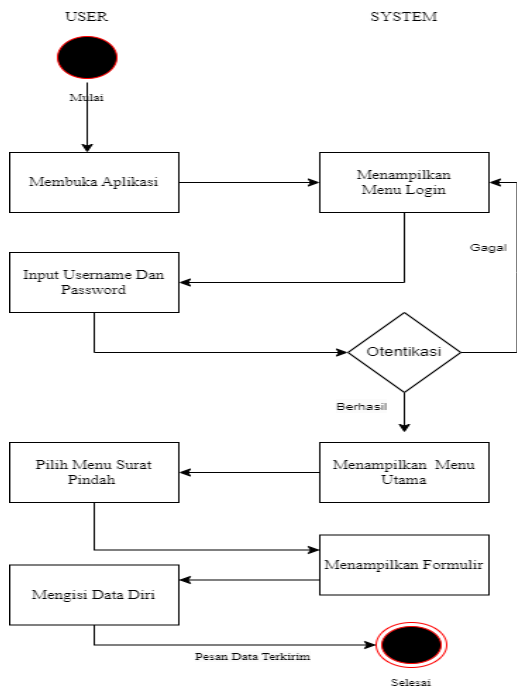 USER
SYSTEM
Mulai
Membuka Aplikasi
Menampilkan
Menu Login
Gagal
Input Username Dan
Password
Otentikasi
Berhasil
Pilih Menu Surat
Pindah
Menampilkan Menu
Utama
Menampilkan Formulir
Mengisi Data Diri
Pesan Data Terkirim
Selesai